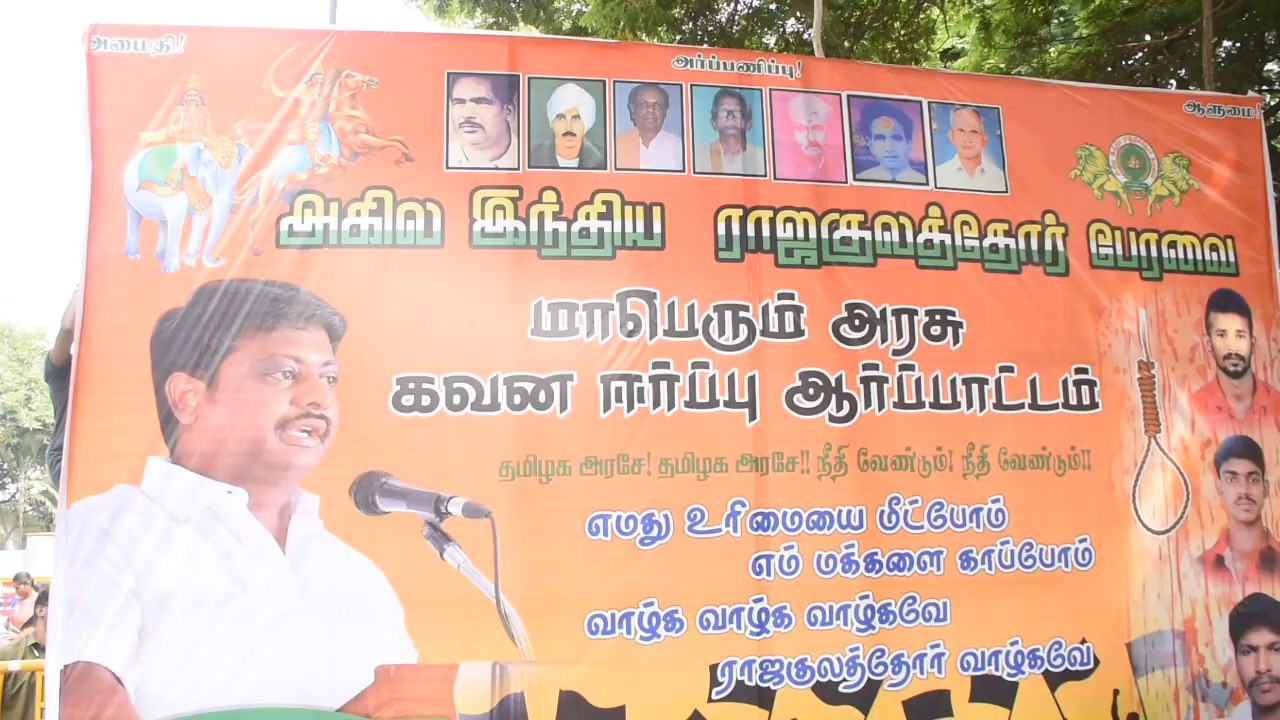 அமைதி!
அர்ப்பணிப்பு!
ஆளுமை!
அகில இந்திய ராஜகுலத்தோர் பேரவை
மாபெரும் அரசு
கவன ஈர்ப்பு ஆர்ப்பாட்டம்
தமிழக அரசே! தமிழக அரசே!! நீதி வேண்டும்! நீதி வேண்டும்!!
எமது உரிமையை மீட்போம்
எம் மக்களை காப்போம்
வாழ்க வாழ்க வாழ்கவே
ராஜகுலத்தோர் வாழ்கவே